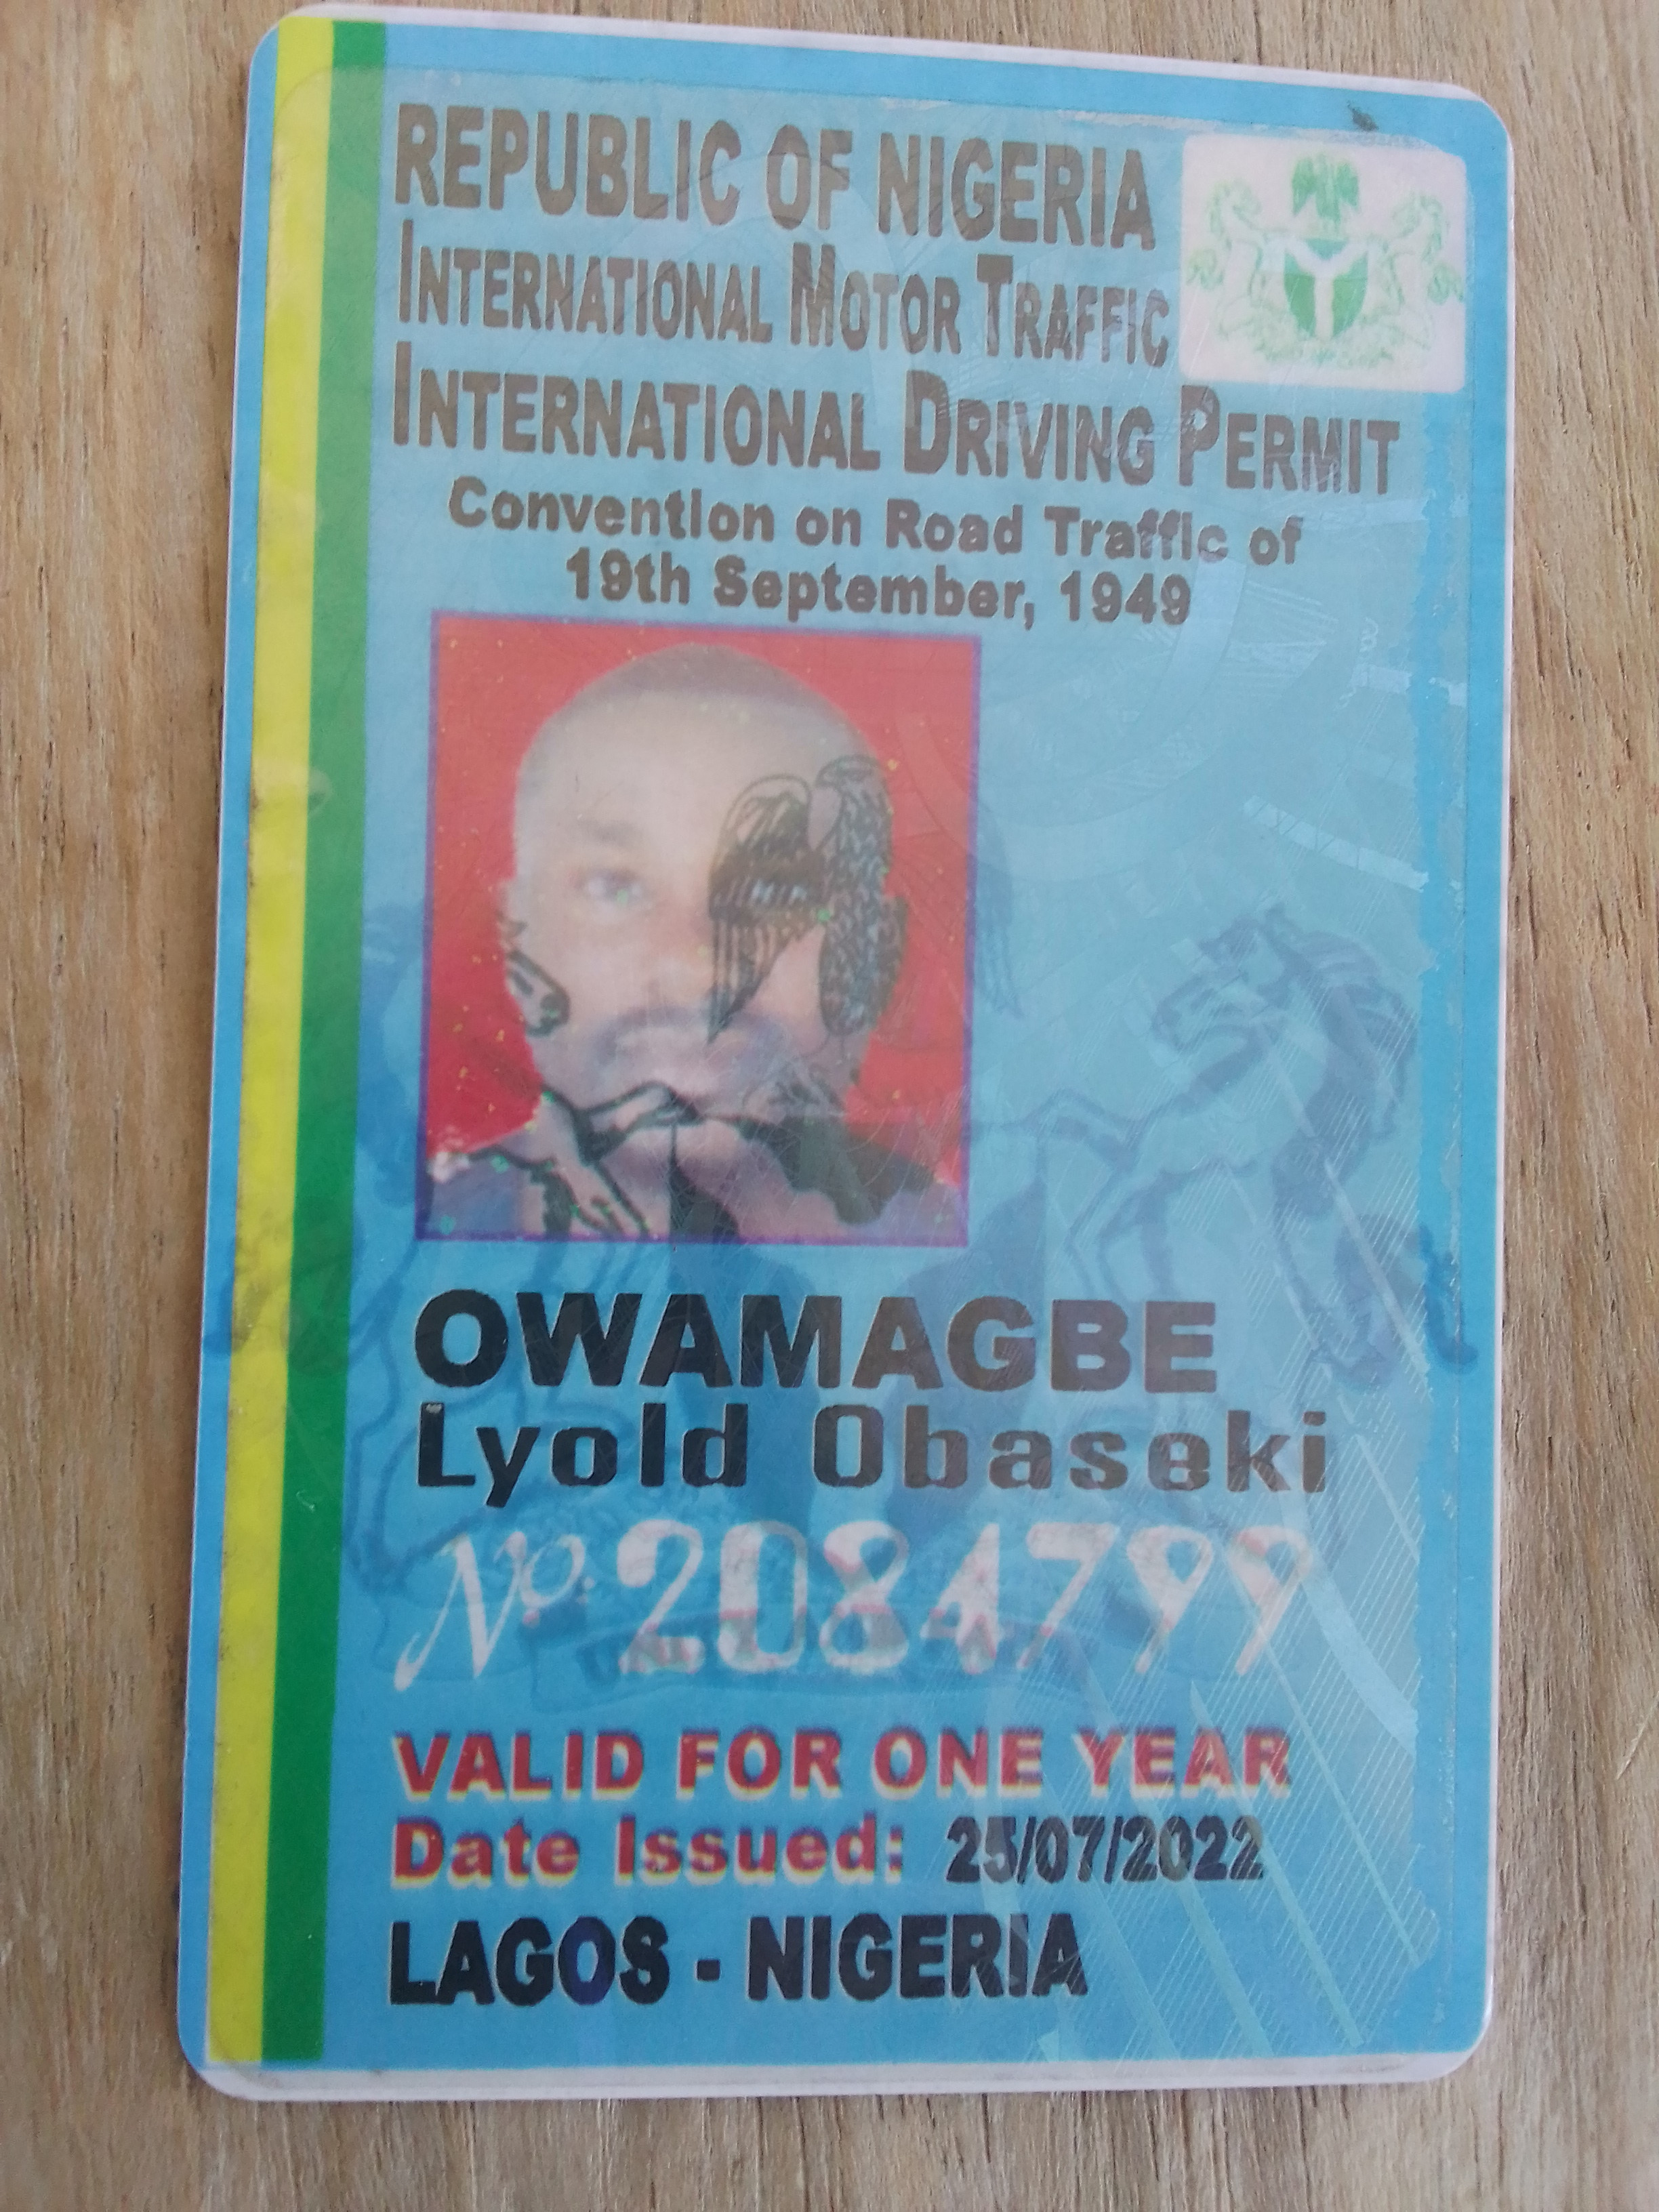 REPUBLIC OF NIGERIA
INTERNATIONAL MOTOR TRAFFIC
INTERNATIONAL DRIVING PERMIT
Convention on Road Traffic of
19th September, 1949
OWAMAGBE
Lyold Obaseki
No. 2084799
VALID FOR ONE YEAR
Date Issued: 25/07/2022
LAGOS - NIGERIA